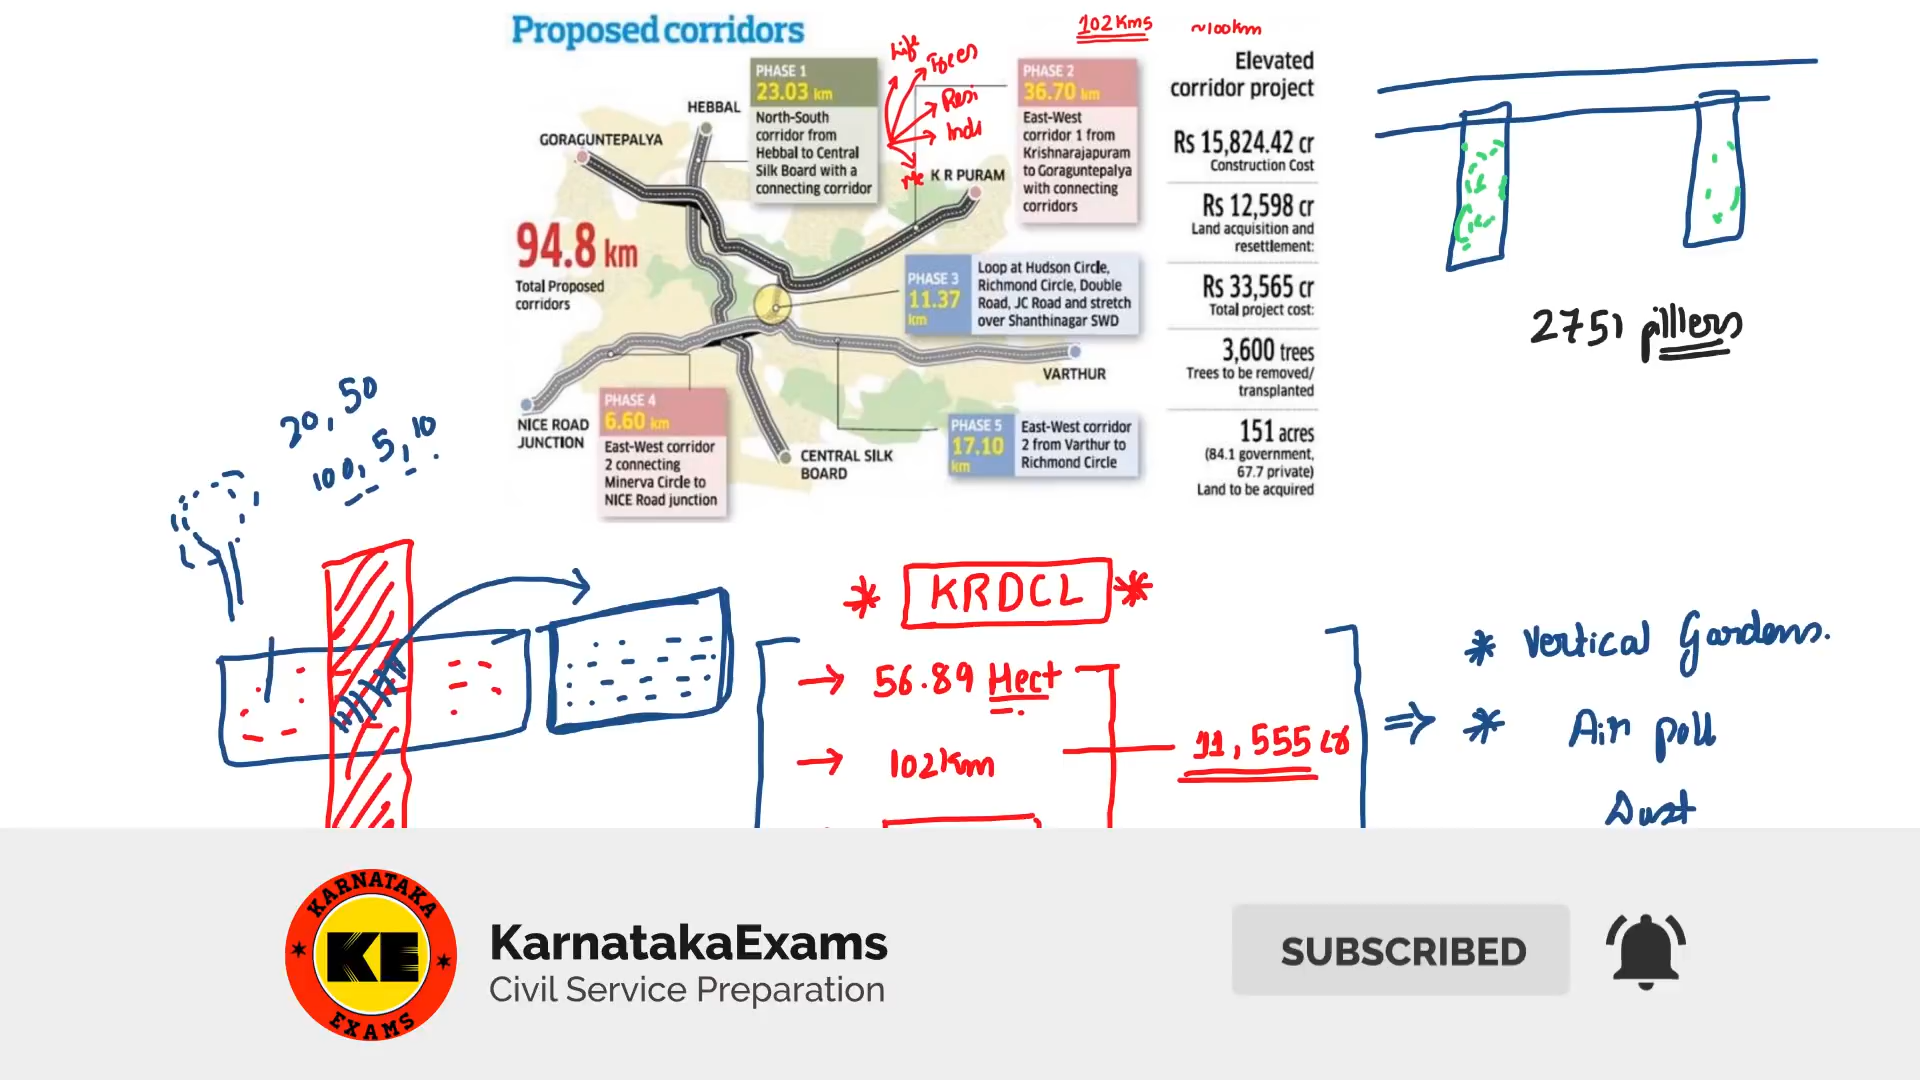 Proposed corridors
102 Kms
~100km
Life
Trees
Resi
Indi
PHASE 1
23.03 km
North-South
corridor from
Hebbal to Central
Silk Board with a
connecting corridor
PHASE 2
36.70 km
East-West
corridor 1 from
Krishnarajapuram
to Goraguntepalya
with connecting
corridors
HEBBAL
GORAGUNTEPALYA
K R PURAM
94.8 km
Total Proposed
corridors
PHASE 3
11.37
km
Loop at Hudson Circle,
Richmond Circle, Double
Road, JC Road and stretch
over Shanthinagar SWD
VARTHUR
NICE ROAD
JUNCTION
PHASE 4
6.60 km
East-West corridor
2 connecting
Minerva Circle to
NICE Road junction
CENTRAL SILK
BOARD
PHASE 5
17.10
km
East-West corridor
2 from Varthur to
Richmond Circle
Elevated
corridor project
Rs 15,824.42 cr
Construction Cost
Rs 12,598 cr
Land acquisition and
resettlement:
Rs 33,565 cr
Total project cost:
3,600 trees
Trees to be removed/
transplanted
151 acres
(84.1 government,
67.7 private)
Land to be acquired
2751 pillers
20, 50
100, 5, 10
* KRDCL *
→ 56.89 Hect
→ 102km
11,555 cr
⇒ * Vertical Gardens.
* Air poll
Dust
KARNATAKA
KE
EXAMS
KarnatakaExams
Civil Service Preparation
SUBSCRIBED